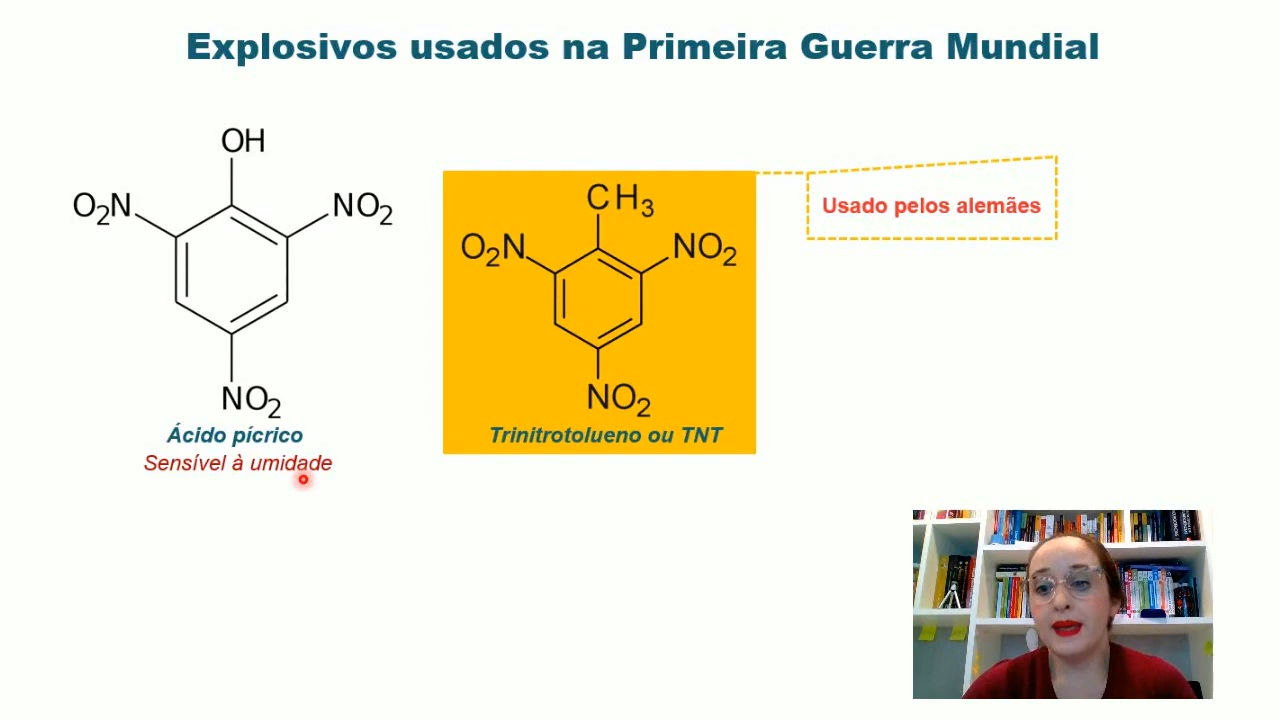 Explosivos usados na Primeira Guerra Mundial
OH
O₂N
NO₂
NO₂
Ácido pícrico
Sensível à umidade
CH₃
O₂N
NO₂
NO₂
Trinitrotolueno ou TNT
Usado pelos alemães